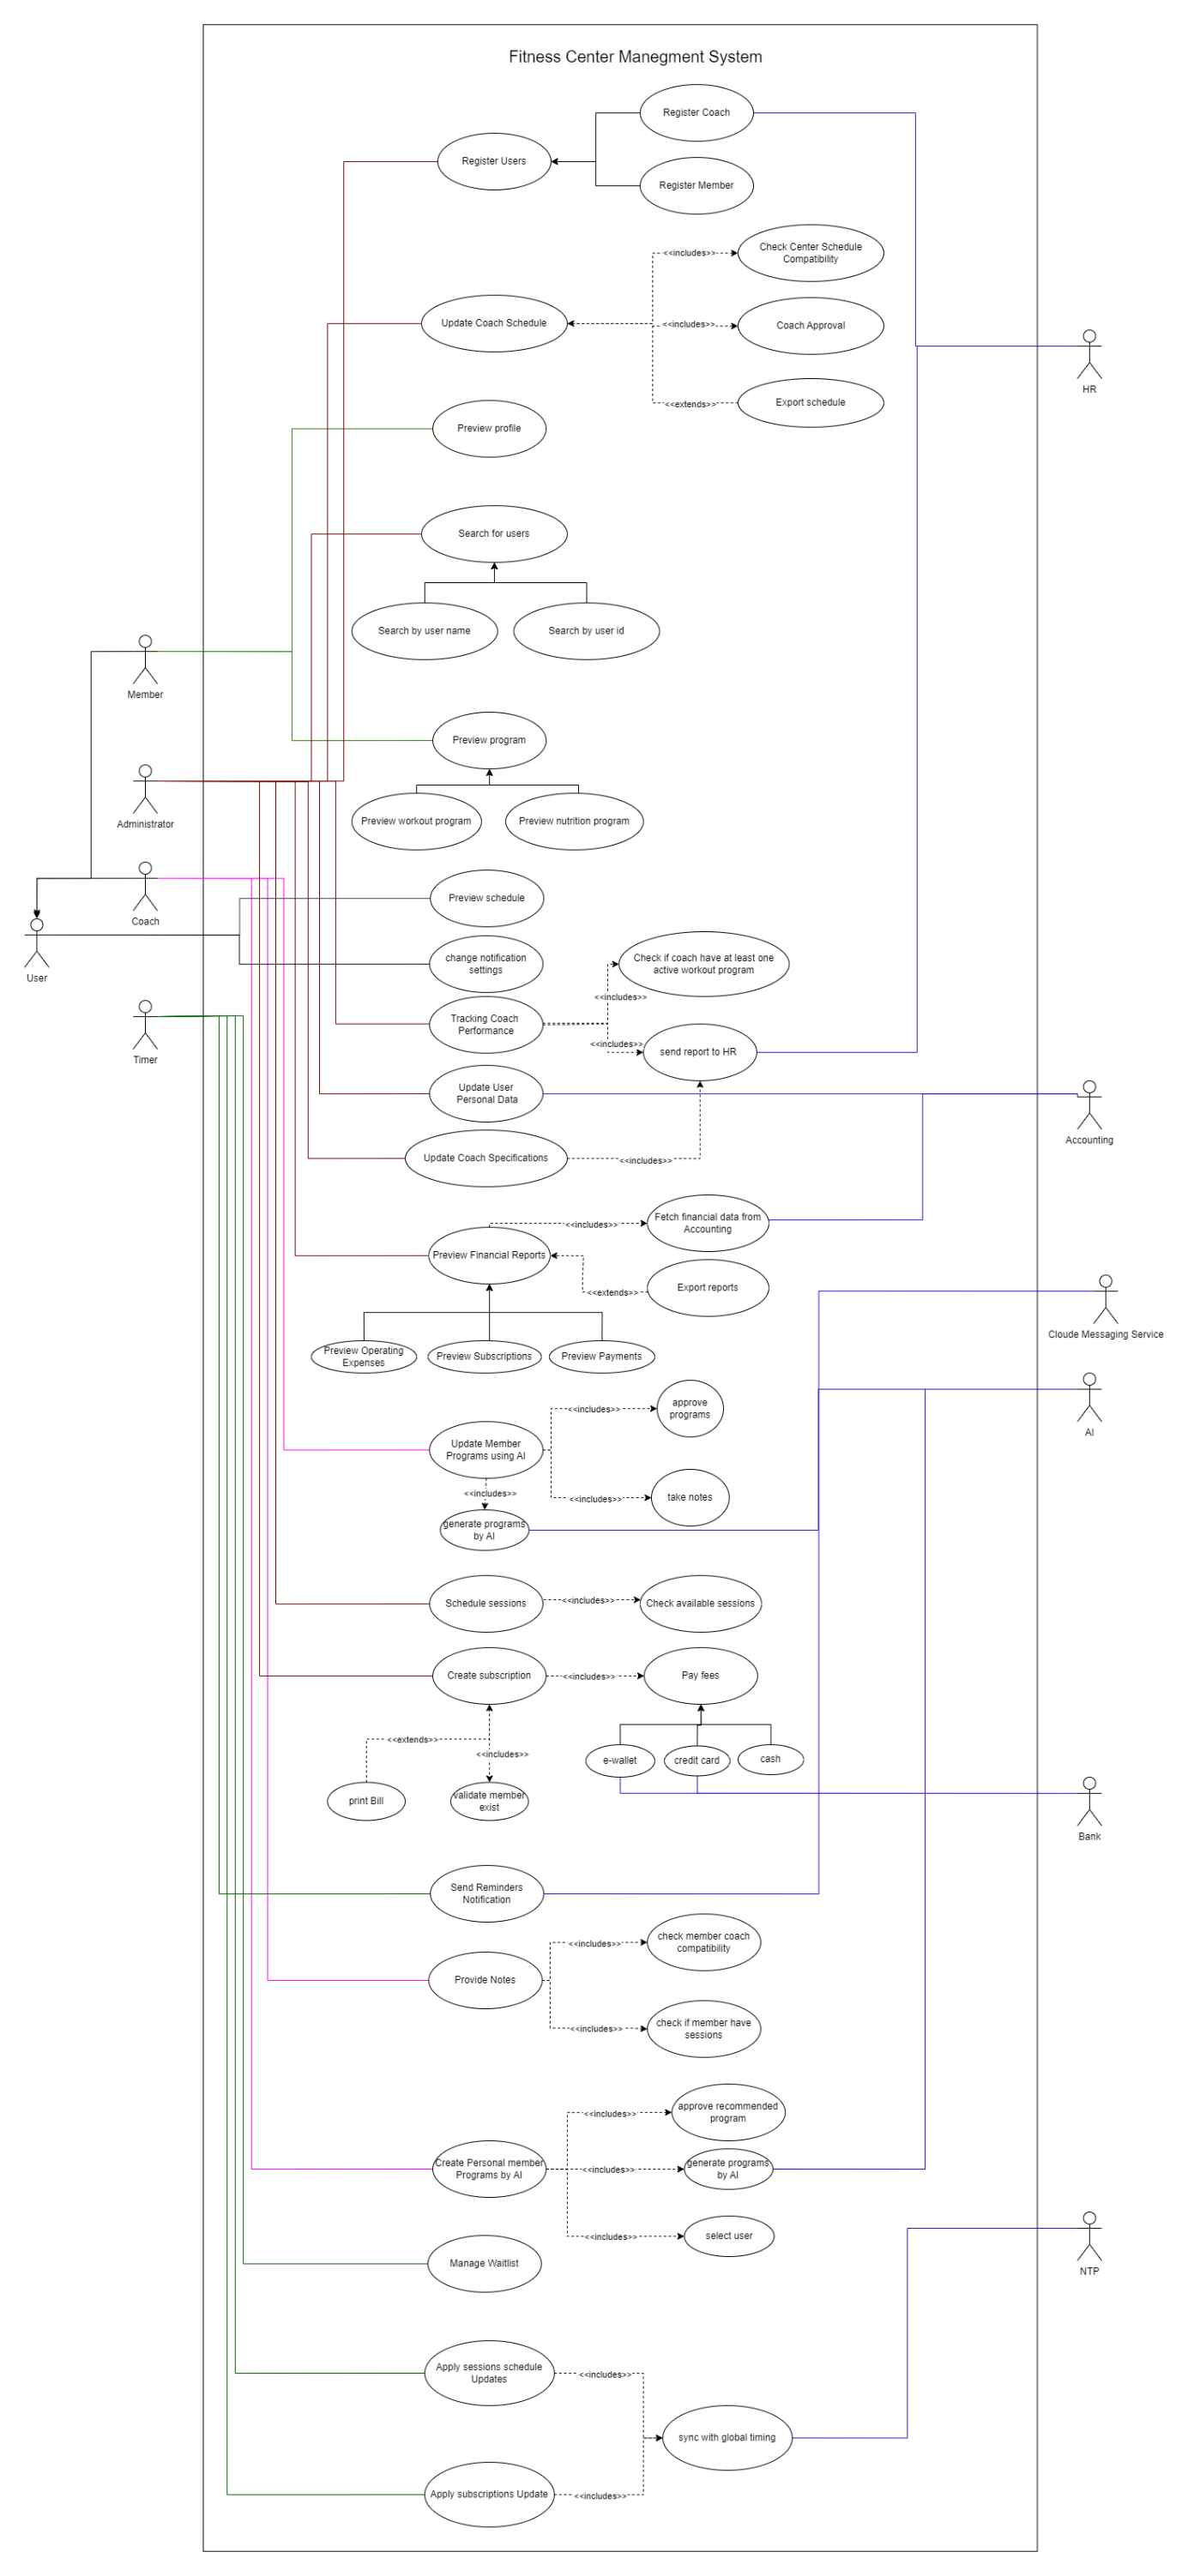 Fitness Center Managment System
Register Coach
Register Users
Register Member
<<includes>>
Check Center Schedule
Compatibility
Update Coach Schedule
<<includes>>
Coach Approval
HR
<<extends>>
Export schedule
Preview profile
Search for users
Search by user name
Search by user id
Member
Preview program
Administrator
Preview workout program
Preview nutrition program
Coach
Preview schedule
User
change notification
settings
Check if coach have at least one
active workout program
<<includes>>
Tracking Coach
Performance
<<includes>>
send report to HR
Timer
Update User
Personal Data
Accounting
Update Coach Specifications
<<includes>>
Fetch financial data from
Accounting
<<includes>>
Preview Financial Reports
<<extends>>
Export reports
Cloude Messaging Service
Preview Operating
Expenses
Preview Subscriptions
Preview Payments
<<includes>>
approve
programs
AI
Update Member
Programs using AI
<<includes>>
<<includes>>
take notes
generate programs
by AI
Schedule sessions
<<includes>>
Check available sessions
Create subscription
<<includes>>
Pay fees
<<extends>>
<<includes>>
e-wallet
credit card
cash
print Bill
validate member
exist
Bank
Send Reminders
Notification
<<includes>>
check member coach
compatibility
Provide Notes
<<includes>>
check if member have
sessions
<<includes>>
approve recommended
program
Create Personal member
Programs by AI
<<includes>>
generate programs
by AI
<<includes>>
select user
Manage Waitlist
NTP
Apply sessions schedule
Updates
<<includes>>
sync with global timing
Apply subscriptions Update
<<includes>>